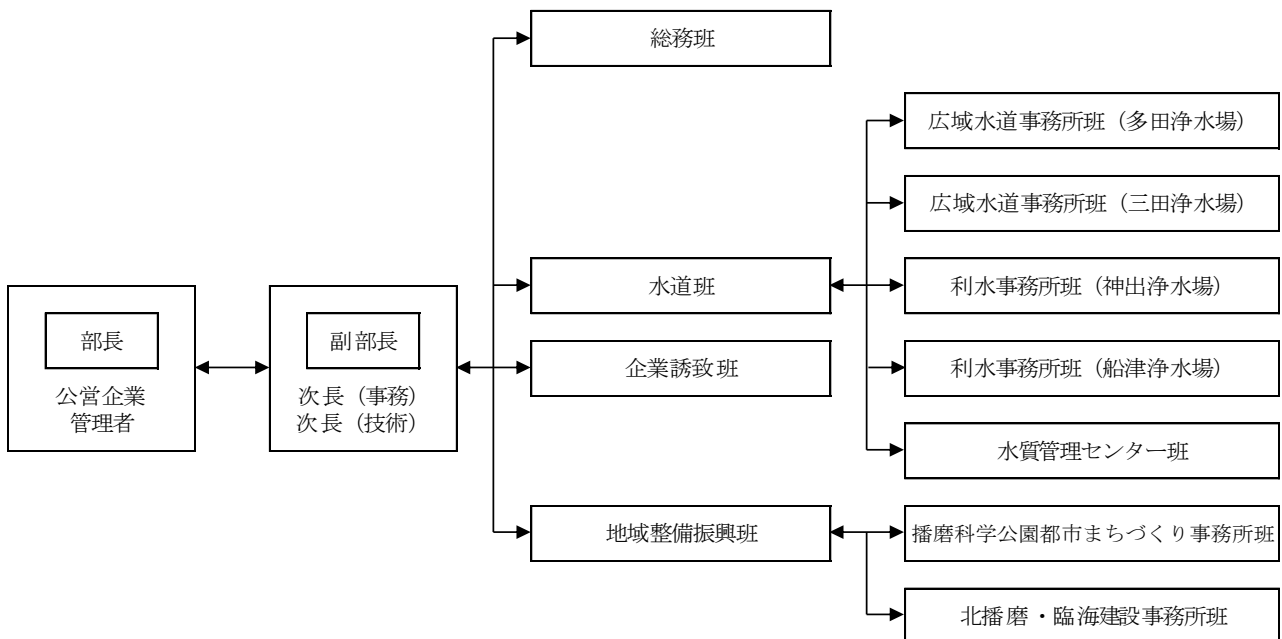 総務班
広域水道事務所班（多田浄水場）
広域水道事務所班（三田浄水場）
水道班
利水事務所班（神出浄水場）
部長
公営企業
管理者
副部長
次長（事務）
次長（技術）
企業誘致班
利水事務所班（船津浄水場）
水質管理センター班
地域整備振興班
播磨科学公園都市まちづくり事務所班
北播磨・臨海建設事務所班